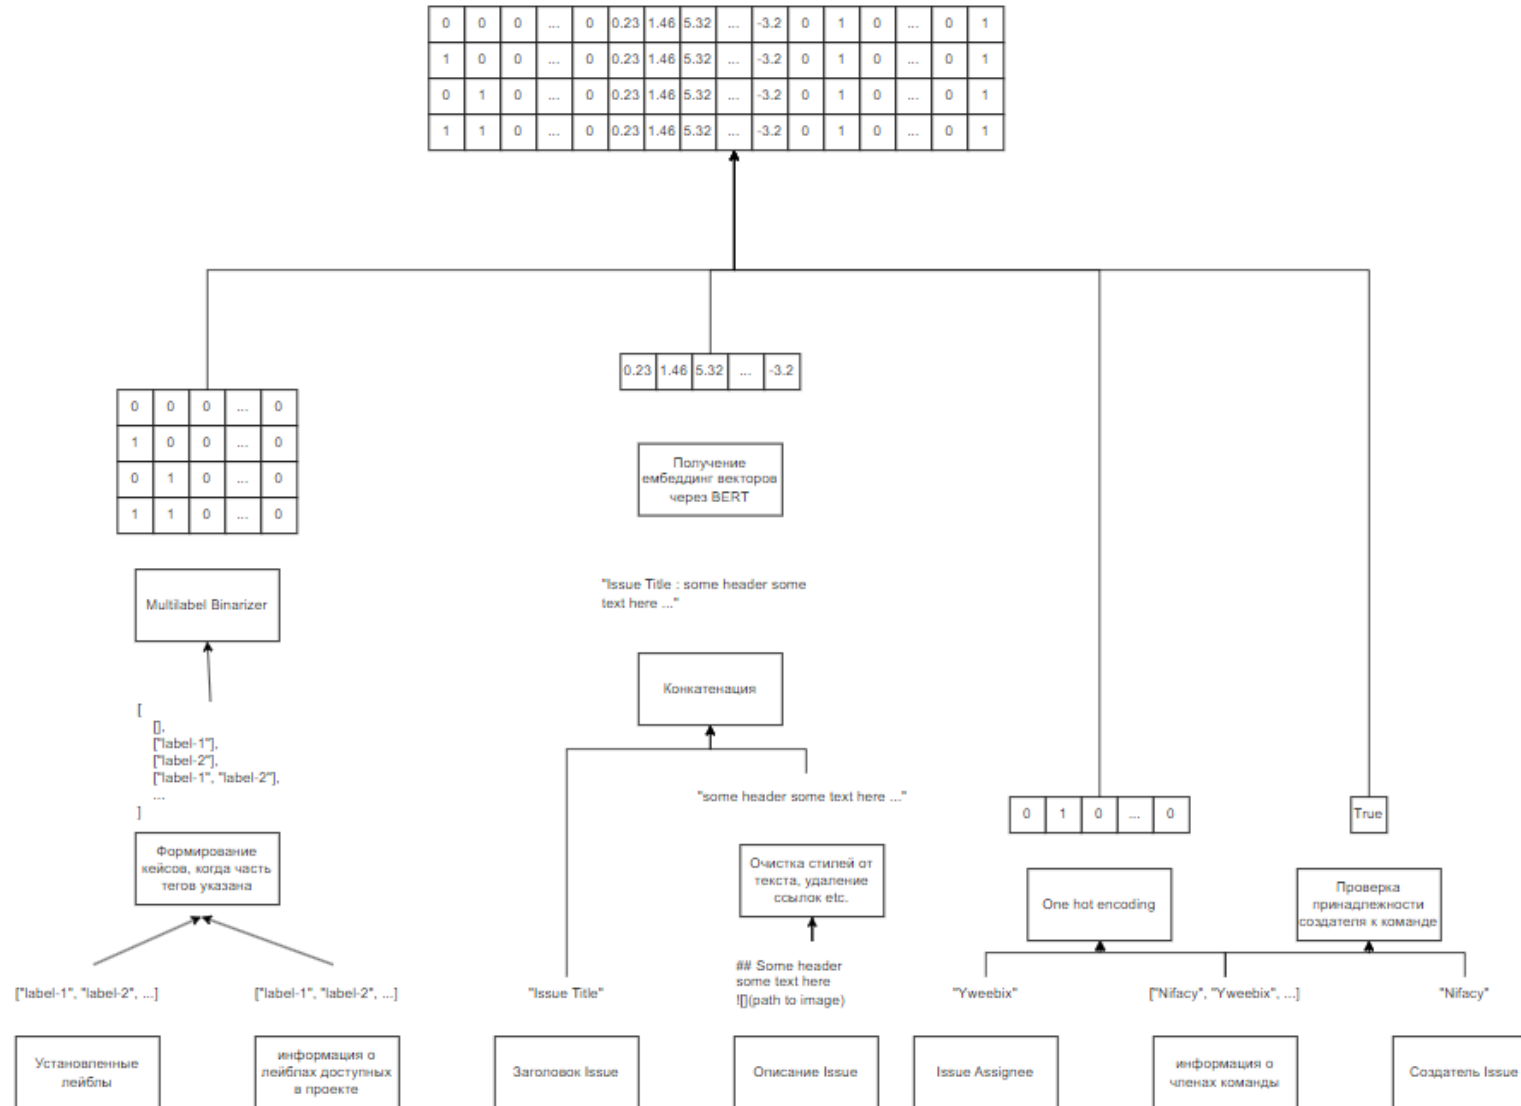 0 0 0 ... 0 0.23 1.46 5.32 ... -3.2 0 1 0 ... 0 1
1 0 0 ... 0 0.23 1.46 5.32 ... -3.2 0 1 0 ... 0 1
0 1 0 ... 0 0.23 1.46 5.32 ... -3.2 0 1 0 ... 0 1
1 1 0 ... 0 0.23 1.46 5.32 ... -3.2 0 1 0 ... 0 1
0 0 0 ... 0
1 0 0 ... 0
0 1 0 ... 0
1 1 0 ... 0
Multilabel Binarizer
[
[],
["label-1"],
["label-2"],
["label-1", "label-2"],
...
]
Формирование
кейсов, когда часть
тегов указана
["label-1", "label-2", ...]
["label-1", "label-2", ...]
Установленные
лейблы
информация о
лейблах доступных
в проекте
0.23 1.46 5.32 ... -3.2
Получение
ембеддинг векторов
через BERT
"Issue Title : some header some
text here ..."
Конкатенация
"some header some text here ..."
Очистка стилей от
текста, удаление
ссылок etc.
"Issue Title"
## Some header
some text here
![](path to image)
Заголовок Issue
Описание Issue
0 1 0 ... 0
True
One hot encoding
Проверка
принадлежности
создателя к команде
"Yweebix"
["Nifacy", "Yweebix", ...]
"Nifacy"
Issue Assignee
информация о
членах команды
Создатель Issue